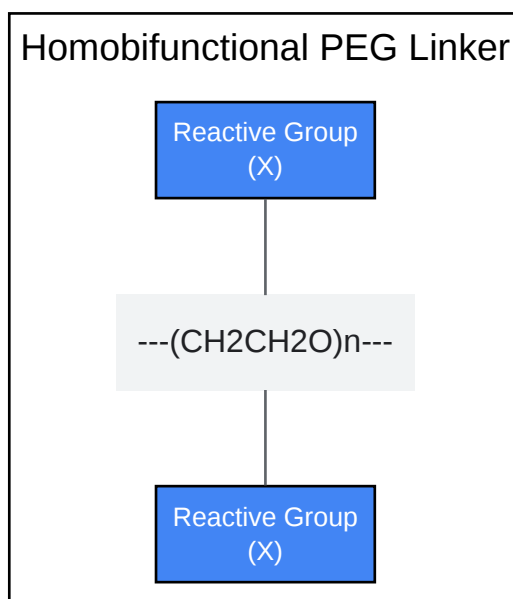 Homobifunctional PEG Linker
Reactive Group
(X)
---(CH2CH2O)n---
Reactive Group
(X)